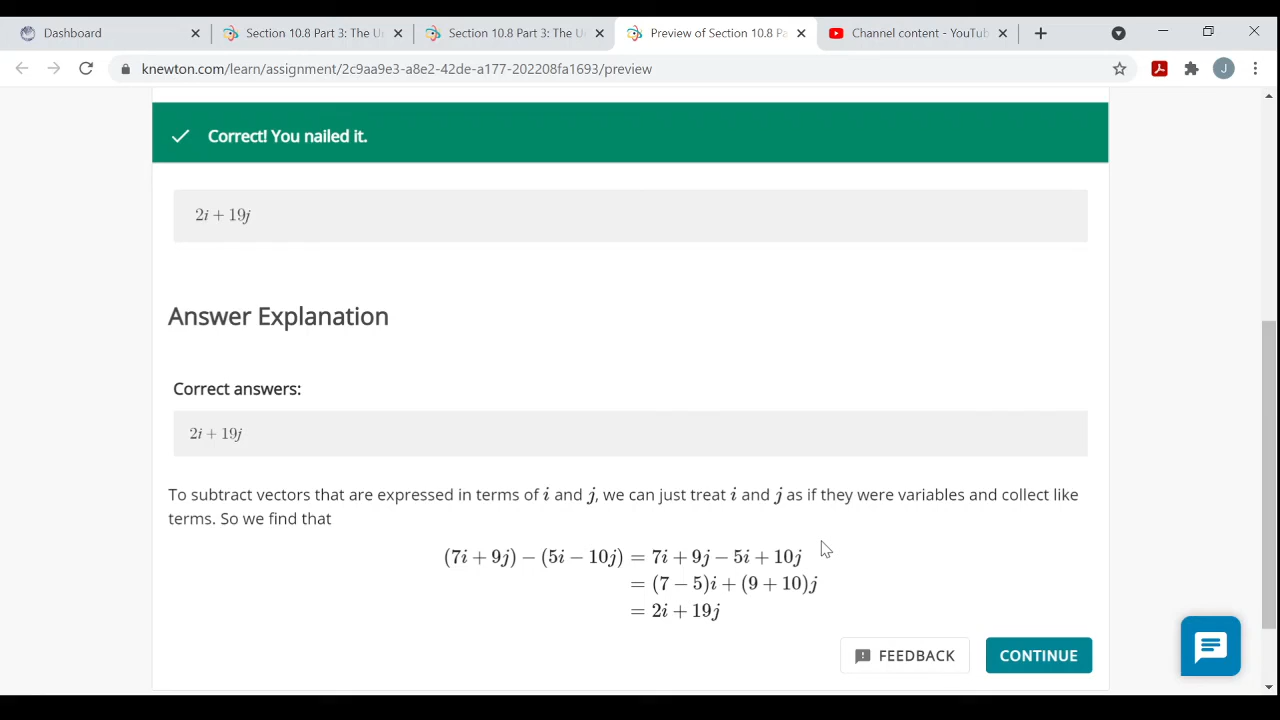 Dashboard
Section 10.8 Part 3: The U
Section 10.8 Part 3: The U
Preview of Section 10.8 Pa
Channel content - YouTub
knewton.com/learn/assignment/2c9aa9e3-a8e2-42de-a177-202208fa1693/preview
J
Correct! You nailed it.
2i + 19j
Answer Explanation
Correct answers:
2i + 19j
To subtract vectors that are expressed in terms of i and j, we can just treat i and j as if they were variables and collect like
terms. So we find that
(7i + 9j) − (5i − 10j) = 7i + 9j − 5i + 10j
= (7 − 5)i + (9 + 10)j
= 2i + 19j
FEEDBACK
CONTINUE